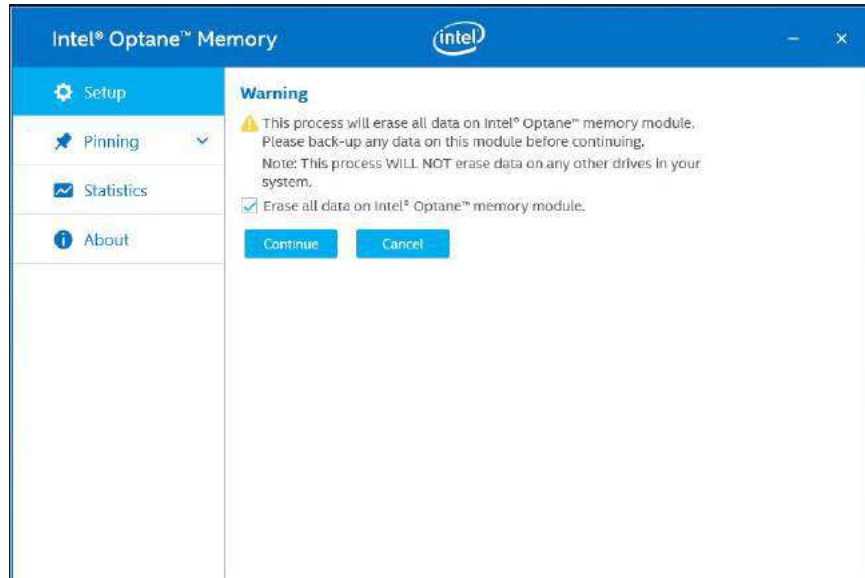 Intel® Optane™ Memory
intel
Setup
Pinning
Statistics
About
Warning
This process will erase all data on Intel® Optane™ memory module.
Please back-up any data on this module before continuing.
Note: This process WILL NOT erase data on any other drives in your
system.
Erase all data on Intel® Optane™ memory module.
Continue
Cancel